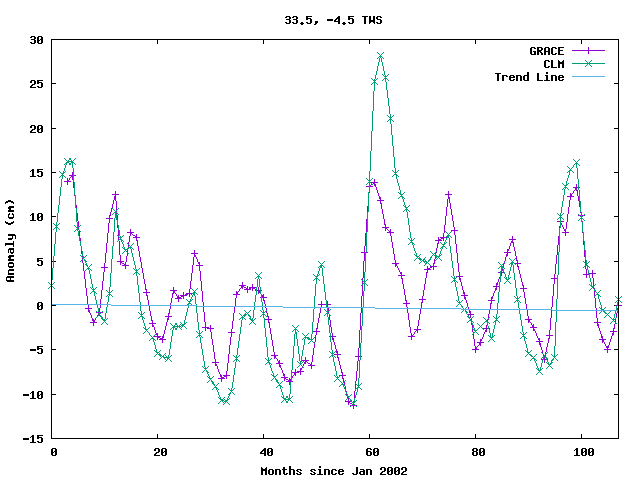 33.5, -4.5 TWS
GRACE
CLM
Trend Line
30
25
20
15
10
5
0
-5
-10
-15
Anomaly (cm)
0 20 40 60 80 100
Months since Jan 2002